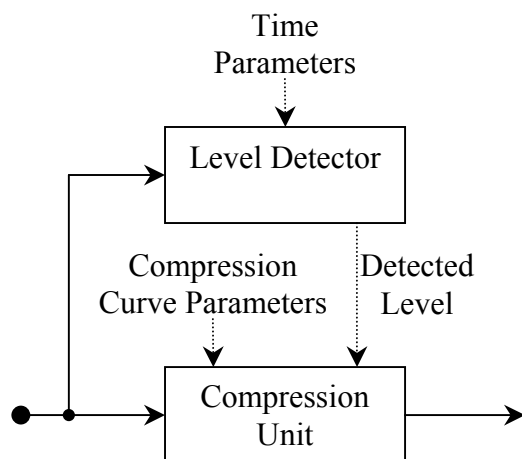 Time
Parameters
Level Detector
Compression
Curve Parameters
Detected
Level
Compression
Unit